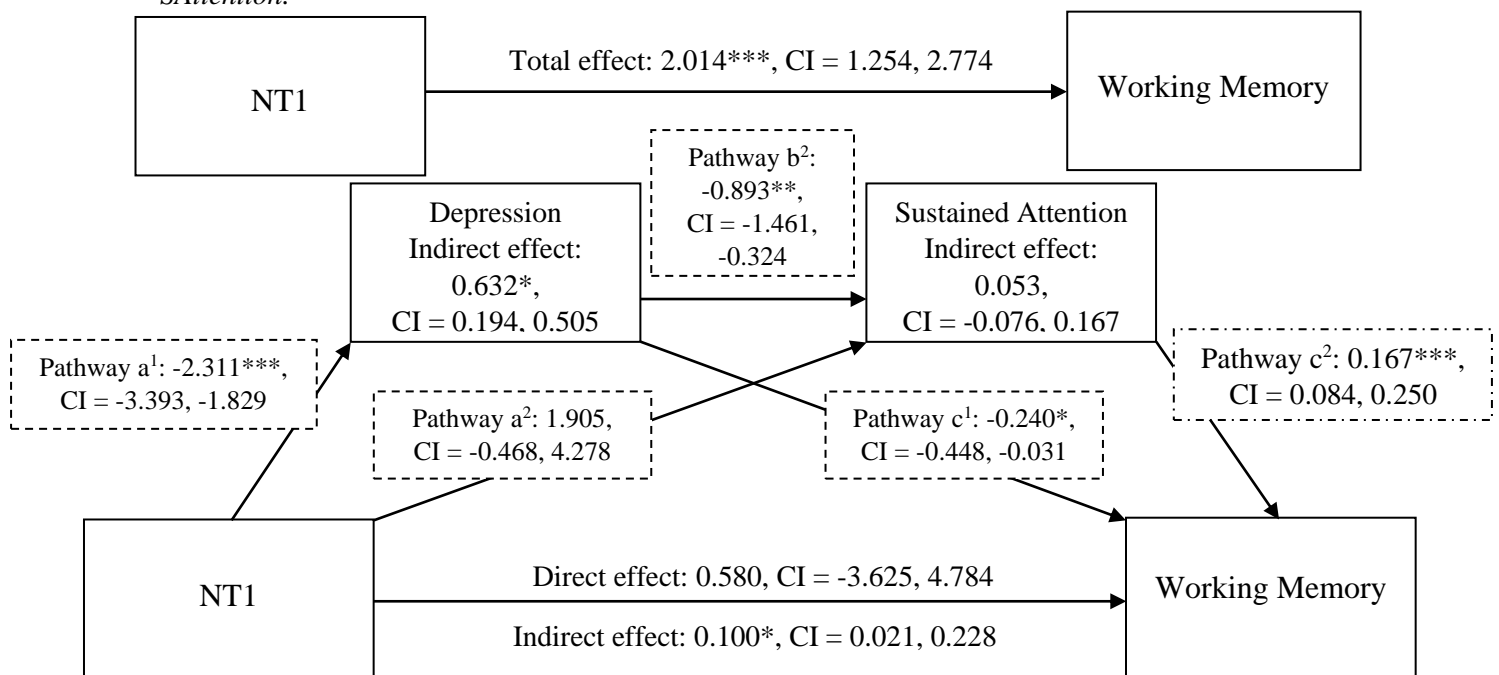 sAttention.
NT1
Total effect: 2.014***, CI = 1.254, 2.774
Working Memory
Pathway b²:
-0.893**,
CI = -1.461,
-0.324
Depression
Indirect effect:
0.632*,
CI = 0.194, 0.505
Sustained Attention
Indirect effect:
0.053,
CI = -0.076, 0.167
Pathway a¹: -2.311***,
CI = -3.393, -1.829
Pathway a²: 1.905,
CI = -0.468, 4.278
Pathway c¹: -0.240*,
CI = -0.448, -0.031
Pathway c²: 0.167***,
CI = 0.084, 0.250
NT1
Direct effect: 0.580, CI = -3.625, 4.784
Indirect effect: 0.100*, CI = 0.021, 0.228
Working Memory